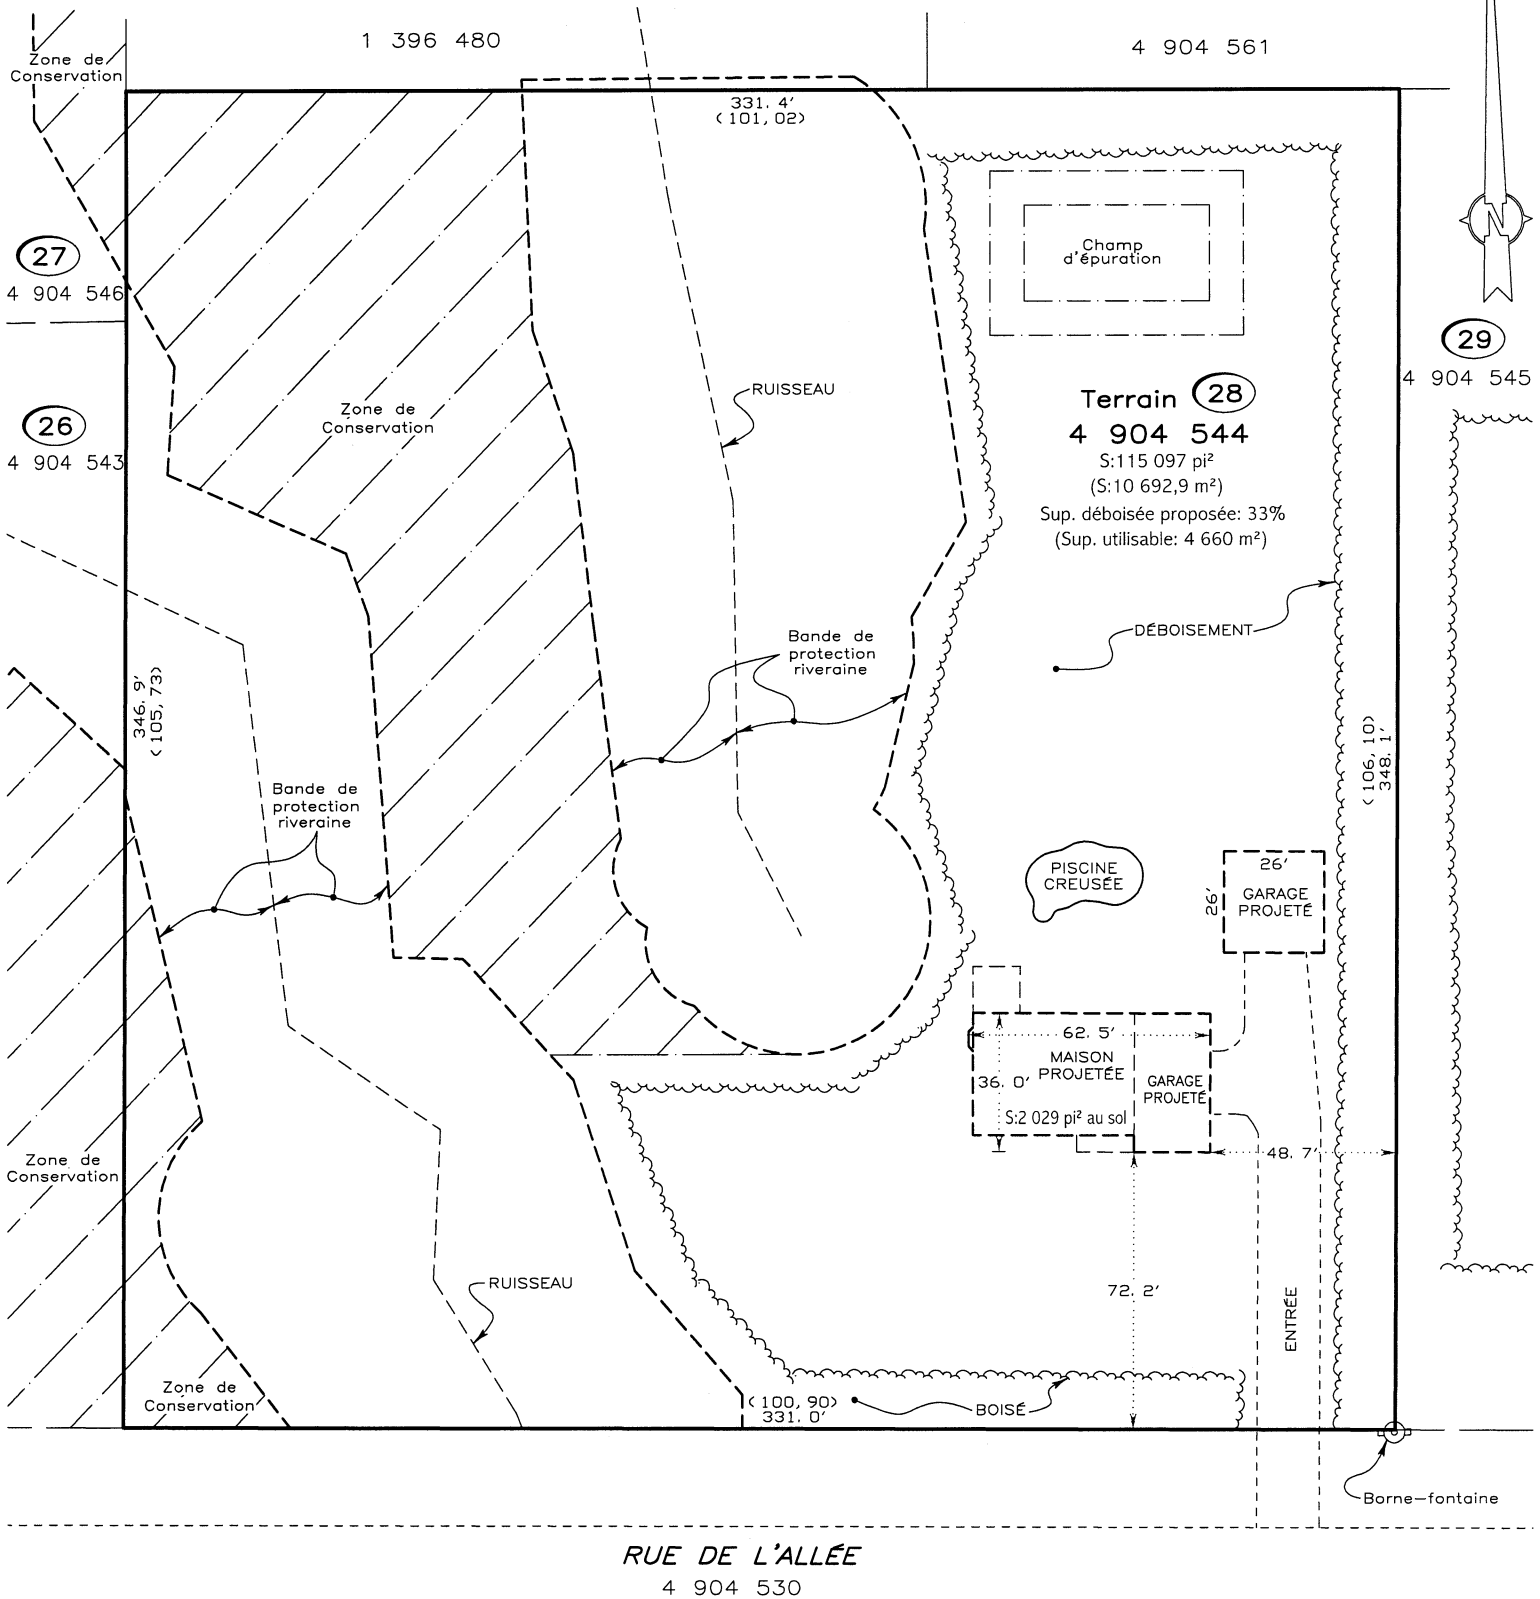 1 396 480
4 904 561
Zone de
Conservation
331. 4'
(101, 02)
N
Champ
d'épuration
27
4 904 546
29
4 904 545
Terrain 28
4 904 544
S:115 097 pi²
(S:10 692,9 m²)
Sup. déboisée proposée: 33%
(Sup. utilisable: 4 660 m²)
RUISSEAU
Zone de
Conservation
26
4 904 543
DÉBOISEMENT
Bande de
protection
riveraine
346. 9'
(105, 73)
(106, 10)
348. 1'
Bande de
protection
riveraine
PISCINE
CREUSÉE
26'
26'
GARAGE
PROJETÉ
62. 5'
MAISON
PROJETÉE
36. 0'
GARAGE
PROJETÉ
S:2 029 pi² au sol
48. 7'
Zone de
Conservation
RUISSEAU
72. 2'
ENTRÉE
Zone de
Conservation
(100, 90)
331. 0'
BOISÉ
Borne-fontaine
RUE DE L'ALLÉE
4 904 530